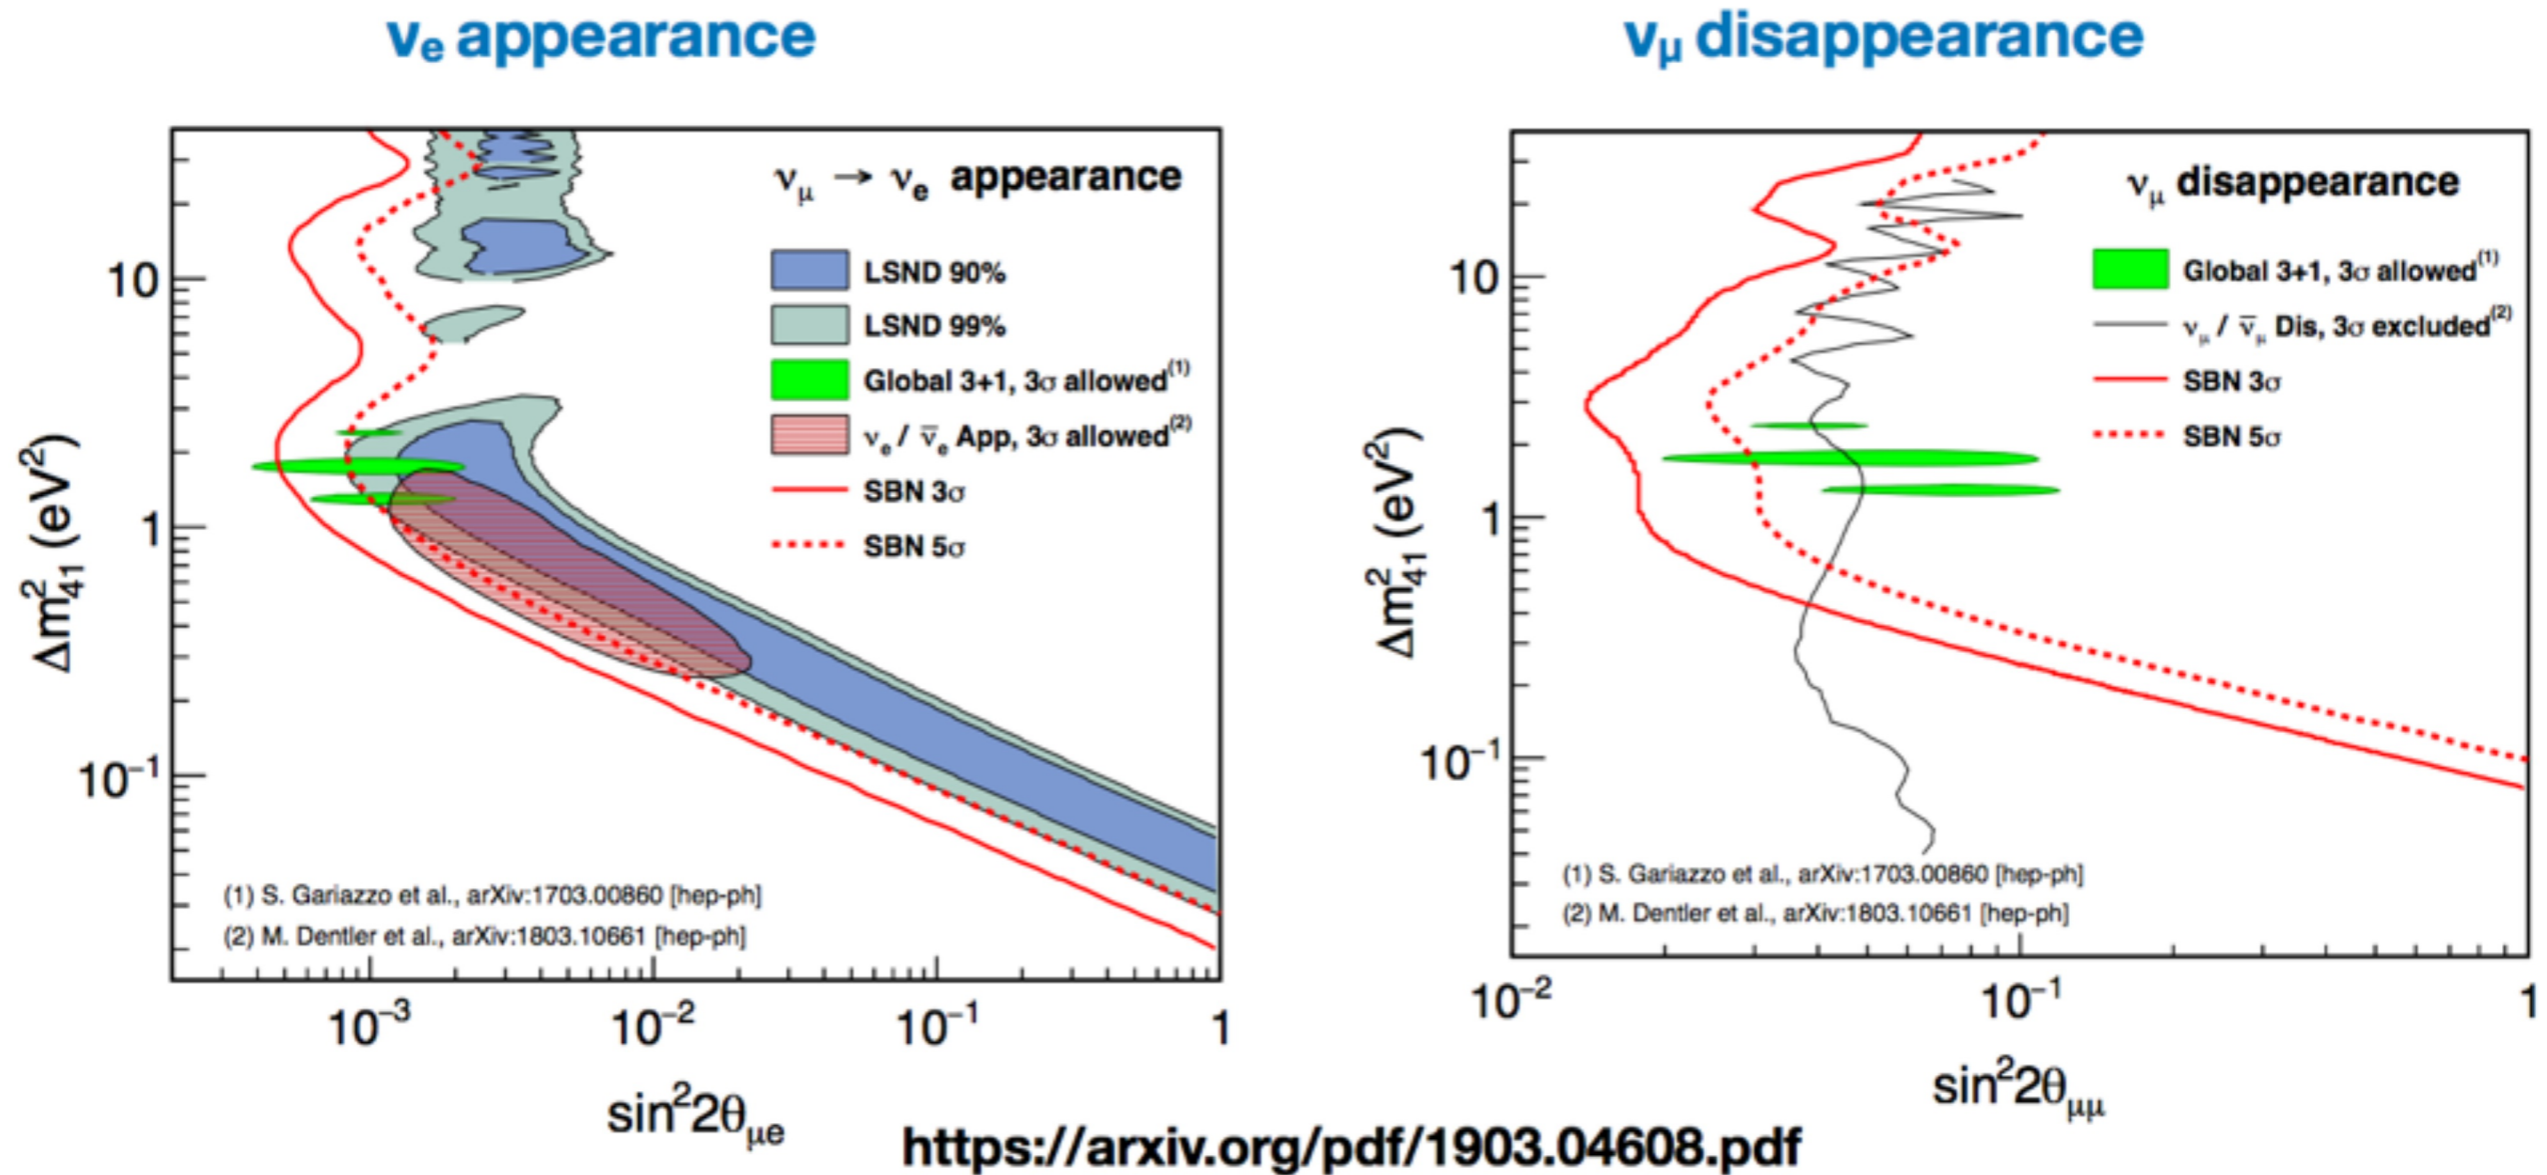 νe appearance
νμ disappearance
νμ → νe appearance
LSND 90%
LSND 99%
Global 3+1, 3σ allowed(1)
νe / ν̅e App, 3σ allowed(2)
SBN 3σ
SBN 5σ
10
1
10−1
Δm²41 (eV²)
(1) S. Gariazzo et al., arXiv:1703.00860 [hep-ph]
(2) M. Dentler et al., arXiv:1803.10661 [hep-ph]
10−3 10−2 10−1 1
sin²2θμe
νμ disappearance
Global 3+1, 3σ allowed(1)
νμ / ν̅μ Dis, 3σ excluded(2)
SBN 3σ
SBN 5σ
10
1
10−1
Δm²41 (eV²)
(1) S. Gariazzo et al., arXiv:1703.00860 [hep-ph]
(2) M. Dentler et al., arXiv:1803.10661 [hep-ph]
10−2 10−1 1
sin²2θμμ
https://arxiv.org/pdf/1903.04608.pdf